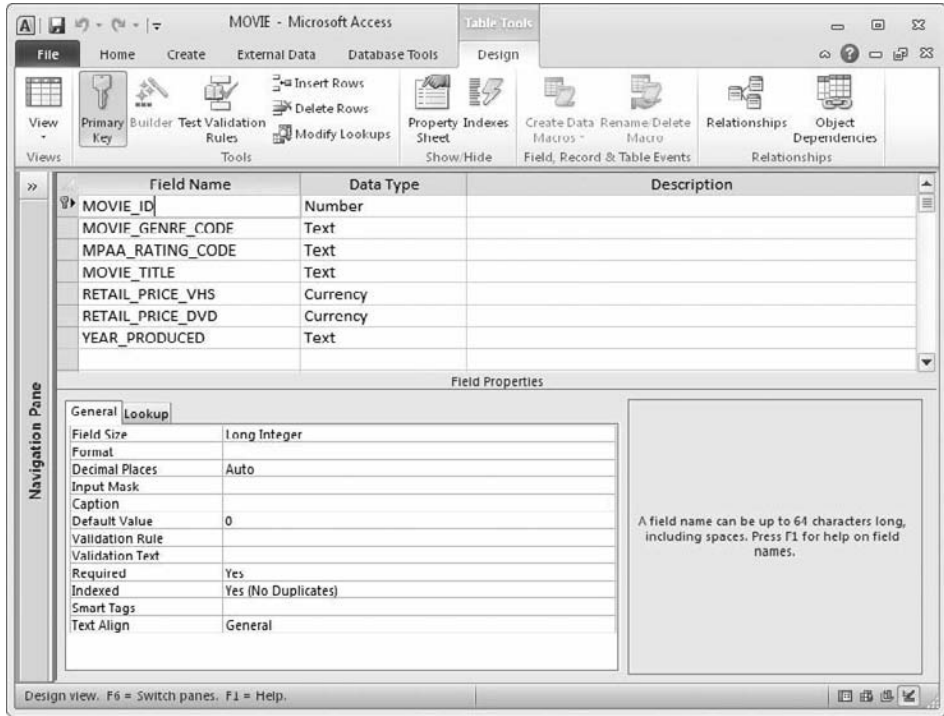 MOVIE - Microsoft Access
Table Tools
File Home Create External Data Database Tools Design
View
Primary Key
Builder
Test Validation Rules
Insert Rows
Delete Rows
Modify Lookups
Property Sheet
Indexes
Create Data Macros
Rename/Delete Macro
Relationships
Object Dependencies
Views Tools Show/Hide Field, Record & Table Events Relationships
Field Name Data Type Description
MOVIE_ID Number
MOVIE_GENRE_CODE Text
MPAA_RATING_CODE Text
MOVIE_TITLE Text
RETAIL_PRICE_VHS Currency
RETAIL_PRICE_DVD Currency
YEAR_PRODUCED Text
Navigation Pane
Field Properties
General Lookup
Field Size Long Integer
Format
Decimal Places Auto
Input Mask
Caption
Default Value 0
Validation Rule
Validation Text
Required Yes
Indexed Yes (No Duplicates)
Smart Tags
Text Align General
A field name can be up to 64 characters long,
including spaces. Press F1 for help on field
names.
Design view. F6 = Switch panes. F1 = Help.